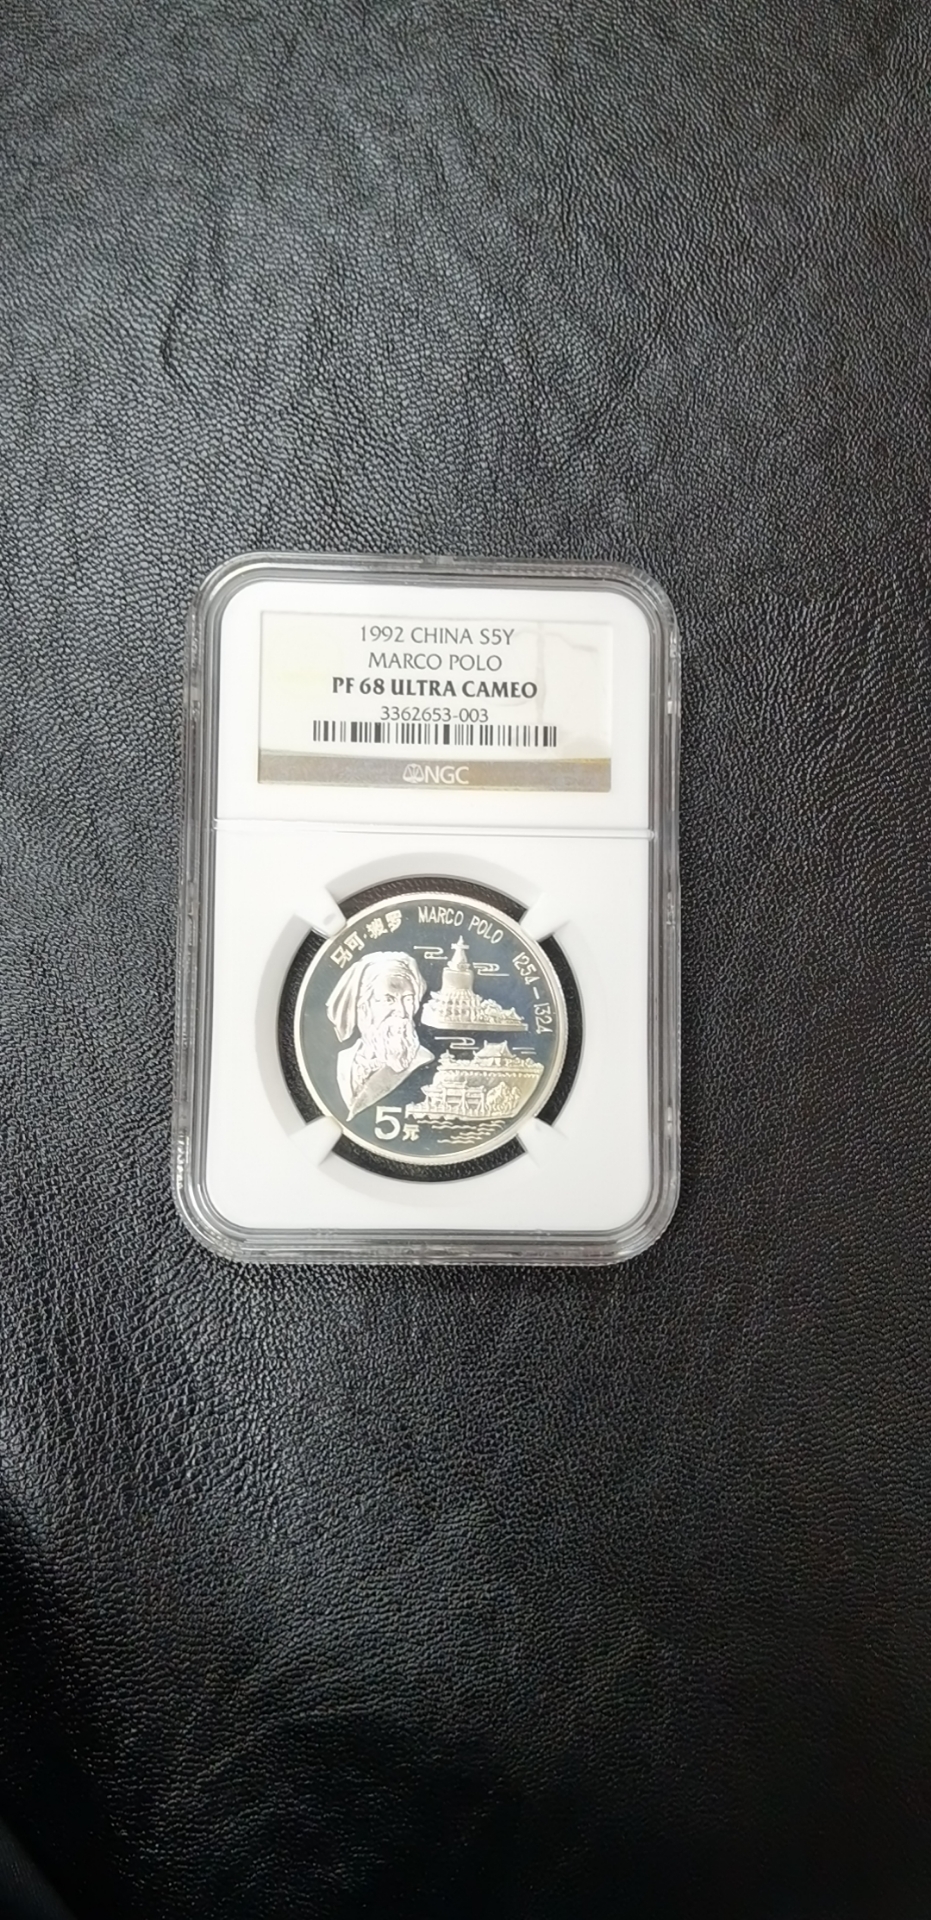 1992 CHINA S5Y
MARCO POLO
PF 68 ULTRA CAMEO
3362653-003
NGC
马可·波罗 MARCO POLO 1254-1324
5元